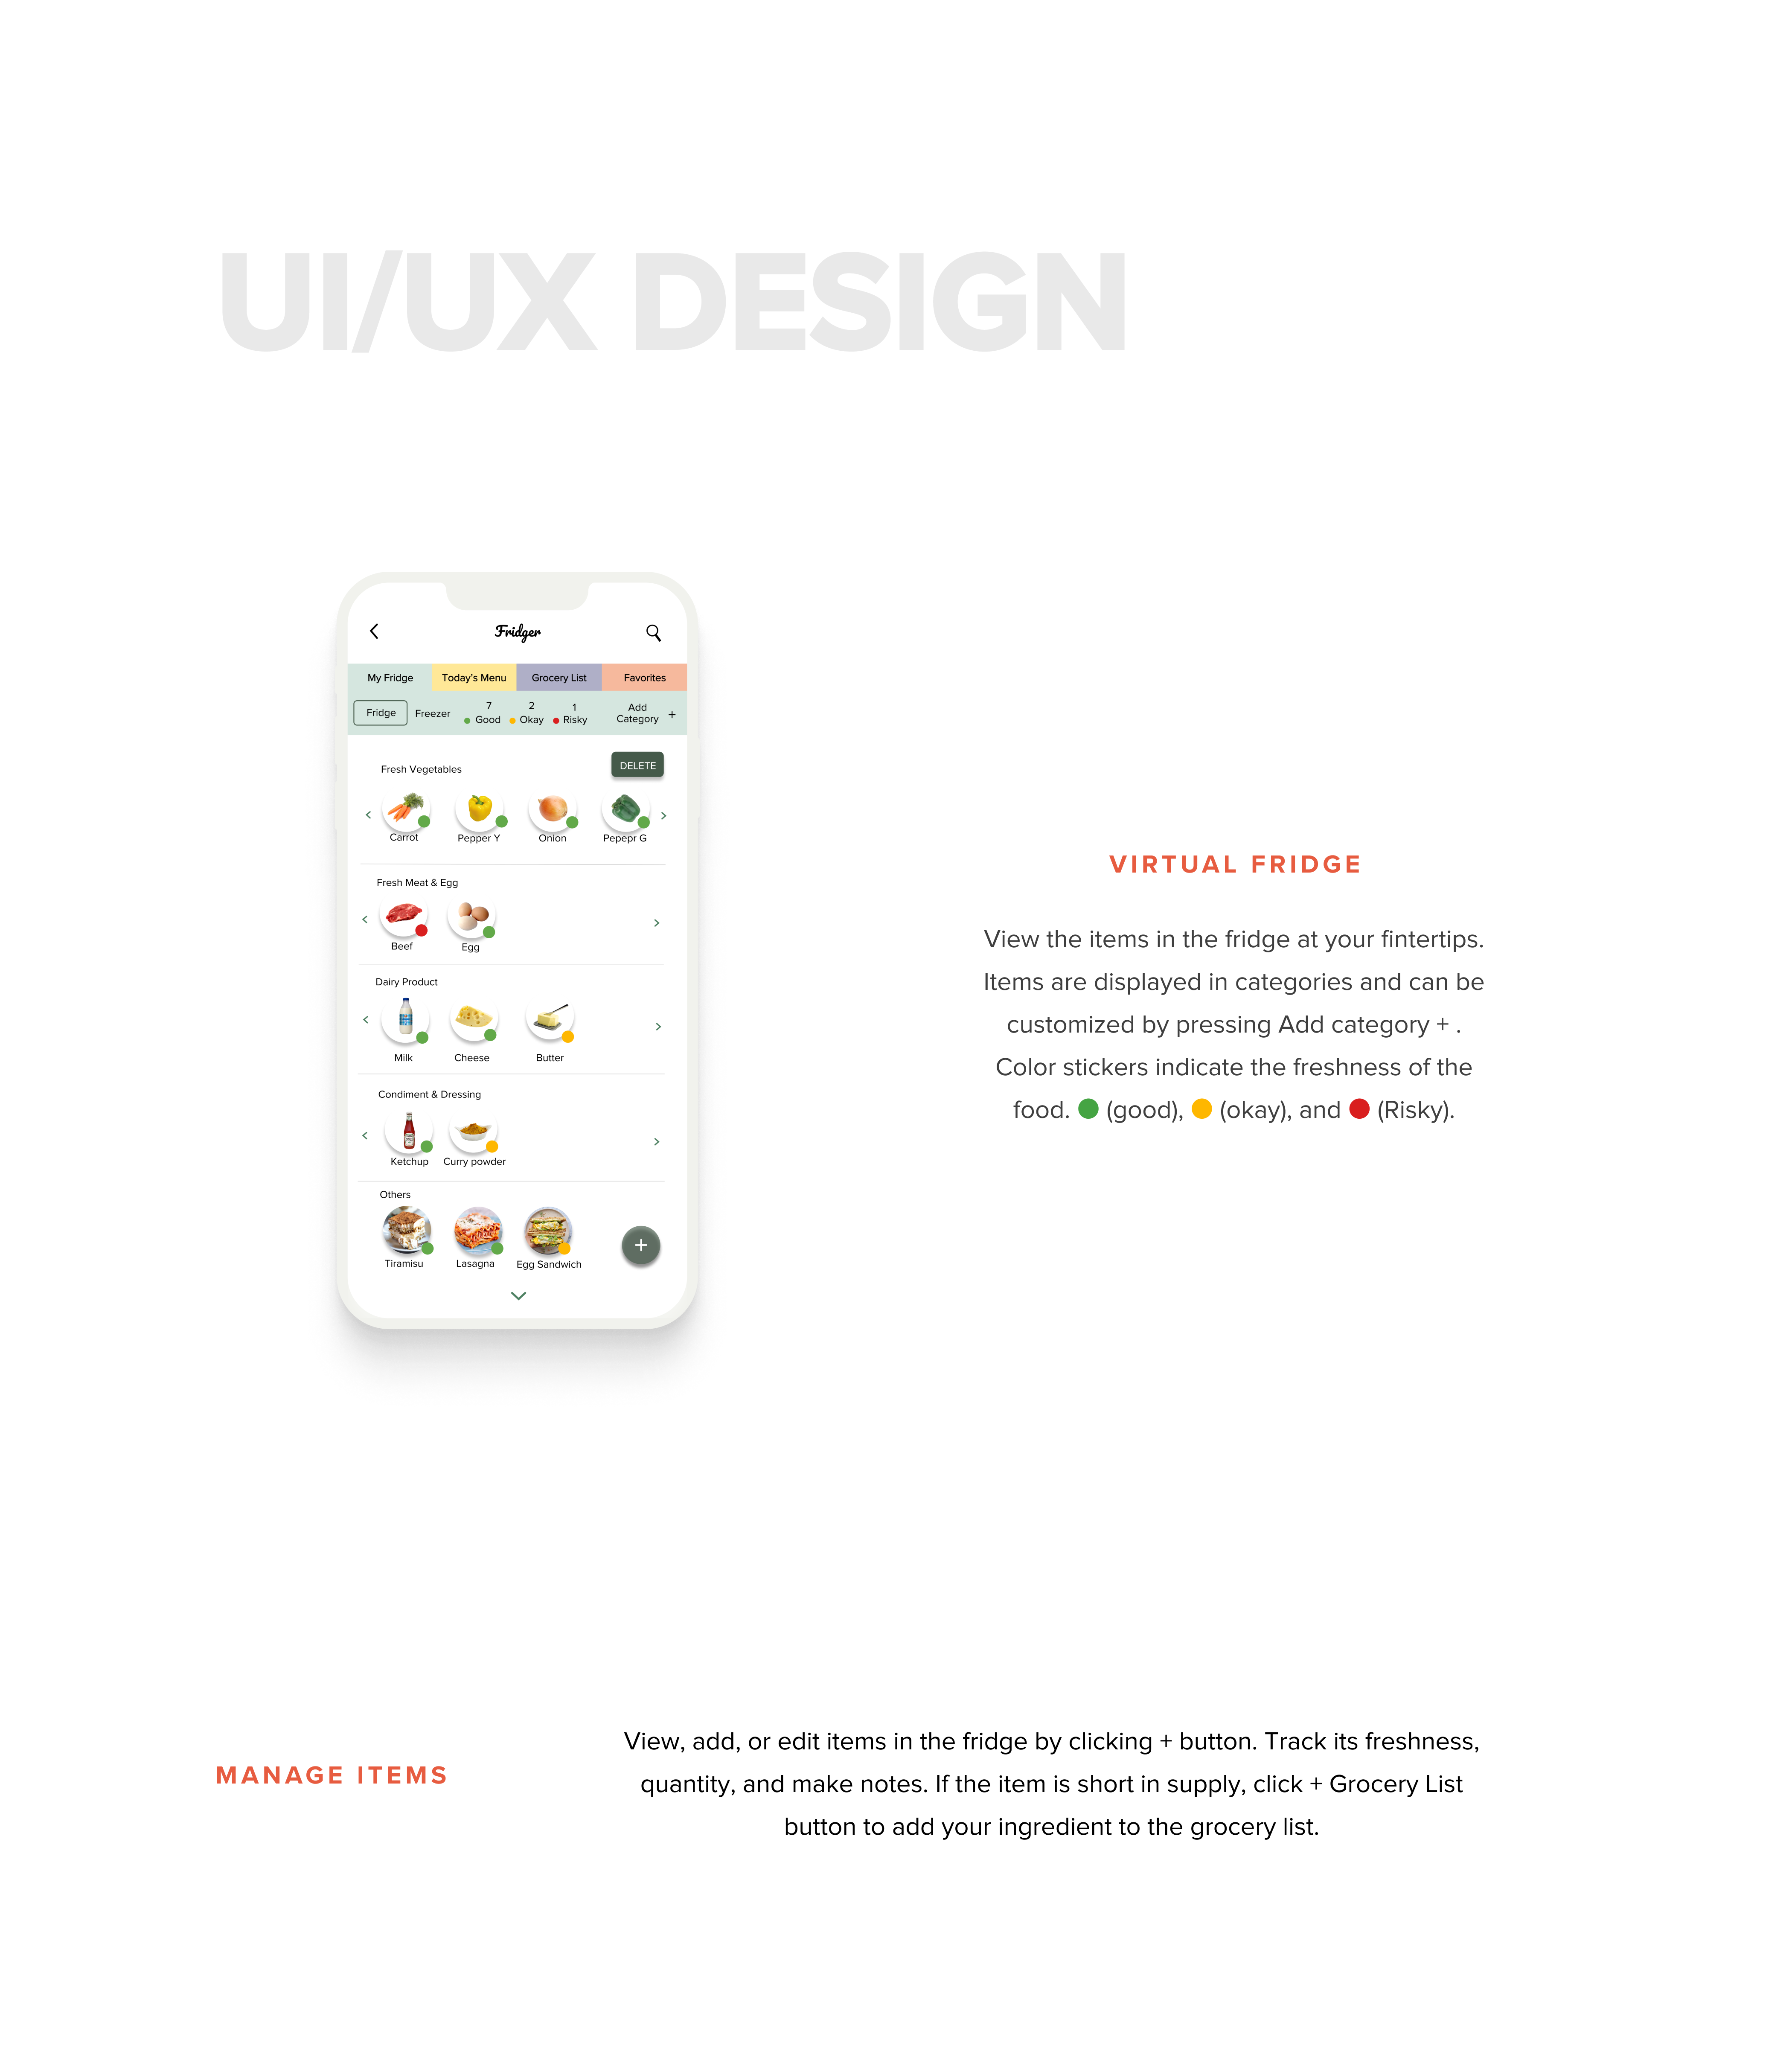 UI/UX DESIGN
Fridger
My Fridge Today's Menu Grocery List Favorites
Fridge Freezer 7 Good 2 Okay 1 Risky Add Category +
Fresh Vegetables DELETE
< >
Carrot Pepper Y Onion Pepepr G
Fresh Meat & Egg
< >
Beef Egg
Dairy Product
< >
Milk Cheese Butter
Condiment & Dressing
< >
Ketchup Curry powder
Others
+
Tiramisu Lasagna Egg Sandwich
VIRTUAL FRIDGE
View the items in the fridge at your fintertips.
Items are displayed in categories and can be
customized by pressing Add category + .
Color stickers indicate the freshness of the
food. (good), (okay), and (Risky).
MANAGE ITEMS
View, add, or edit items in the fridge by clicking + button. Track its freshness,
quantity, and make notes. If the item is short in supply, click + Grocery List
button to add your ingredient to the grocery list.